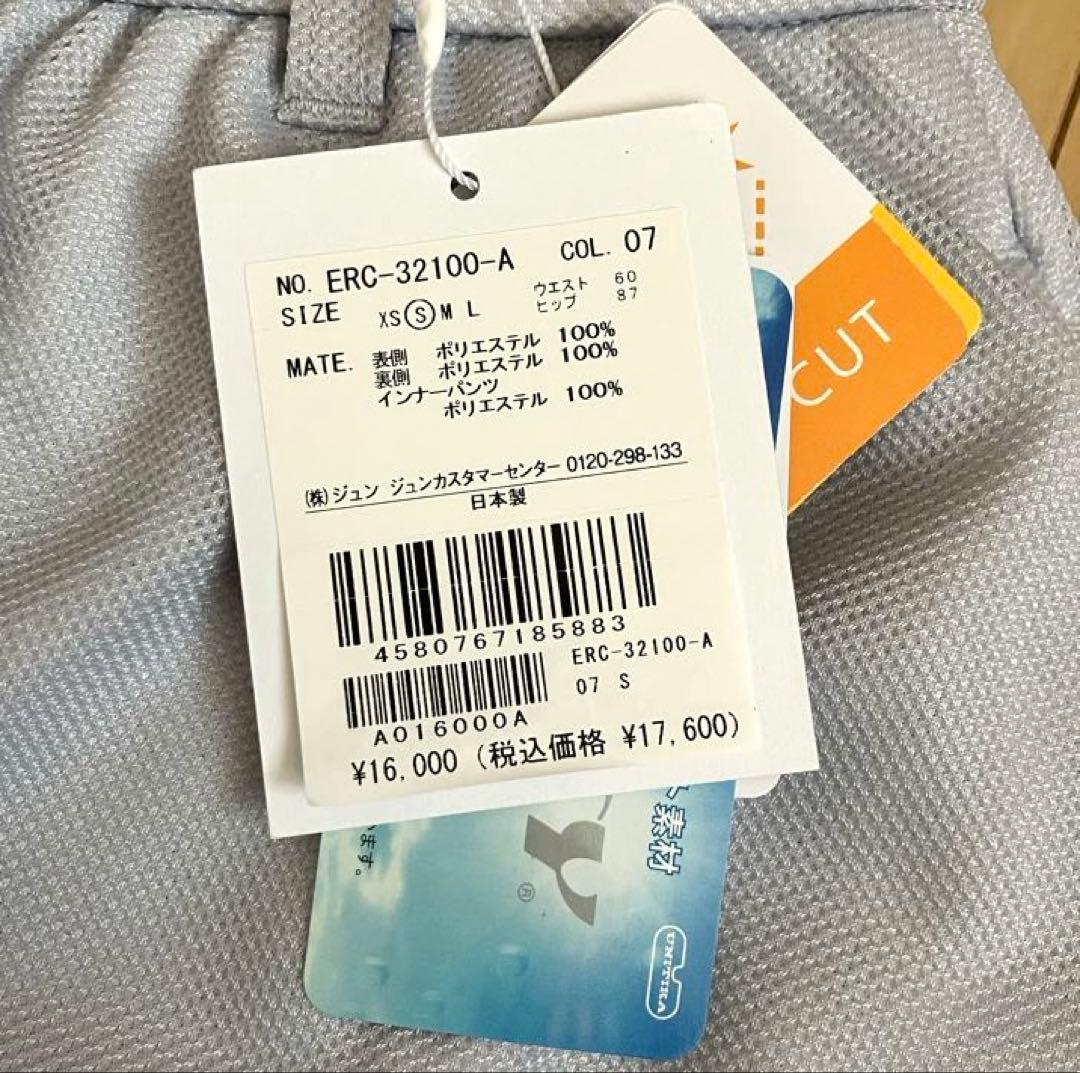 NO. ERC-32100-A COL. 07
SIZE XS Ⓢ M L ウエスト 60
ヒップ 87
MATE. 表側 ポリエステル 100%
裏側 ポリエステル 100%
インナーパンツ
ポリエステル 100%
(株)ジュン ジュンカスタマーセンター 0120-298-133
日本製
4580767185883
ERC-32100-A
07 S
A016000A
¥16,000 (税込価格 ¥17,600)
CUT
素材
います。
®
UNITIKA